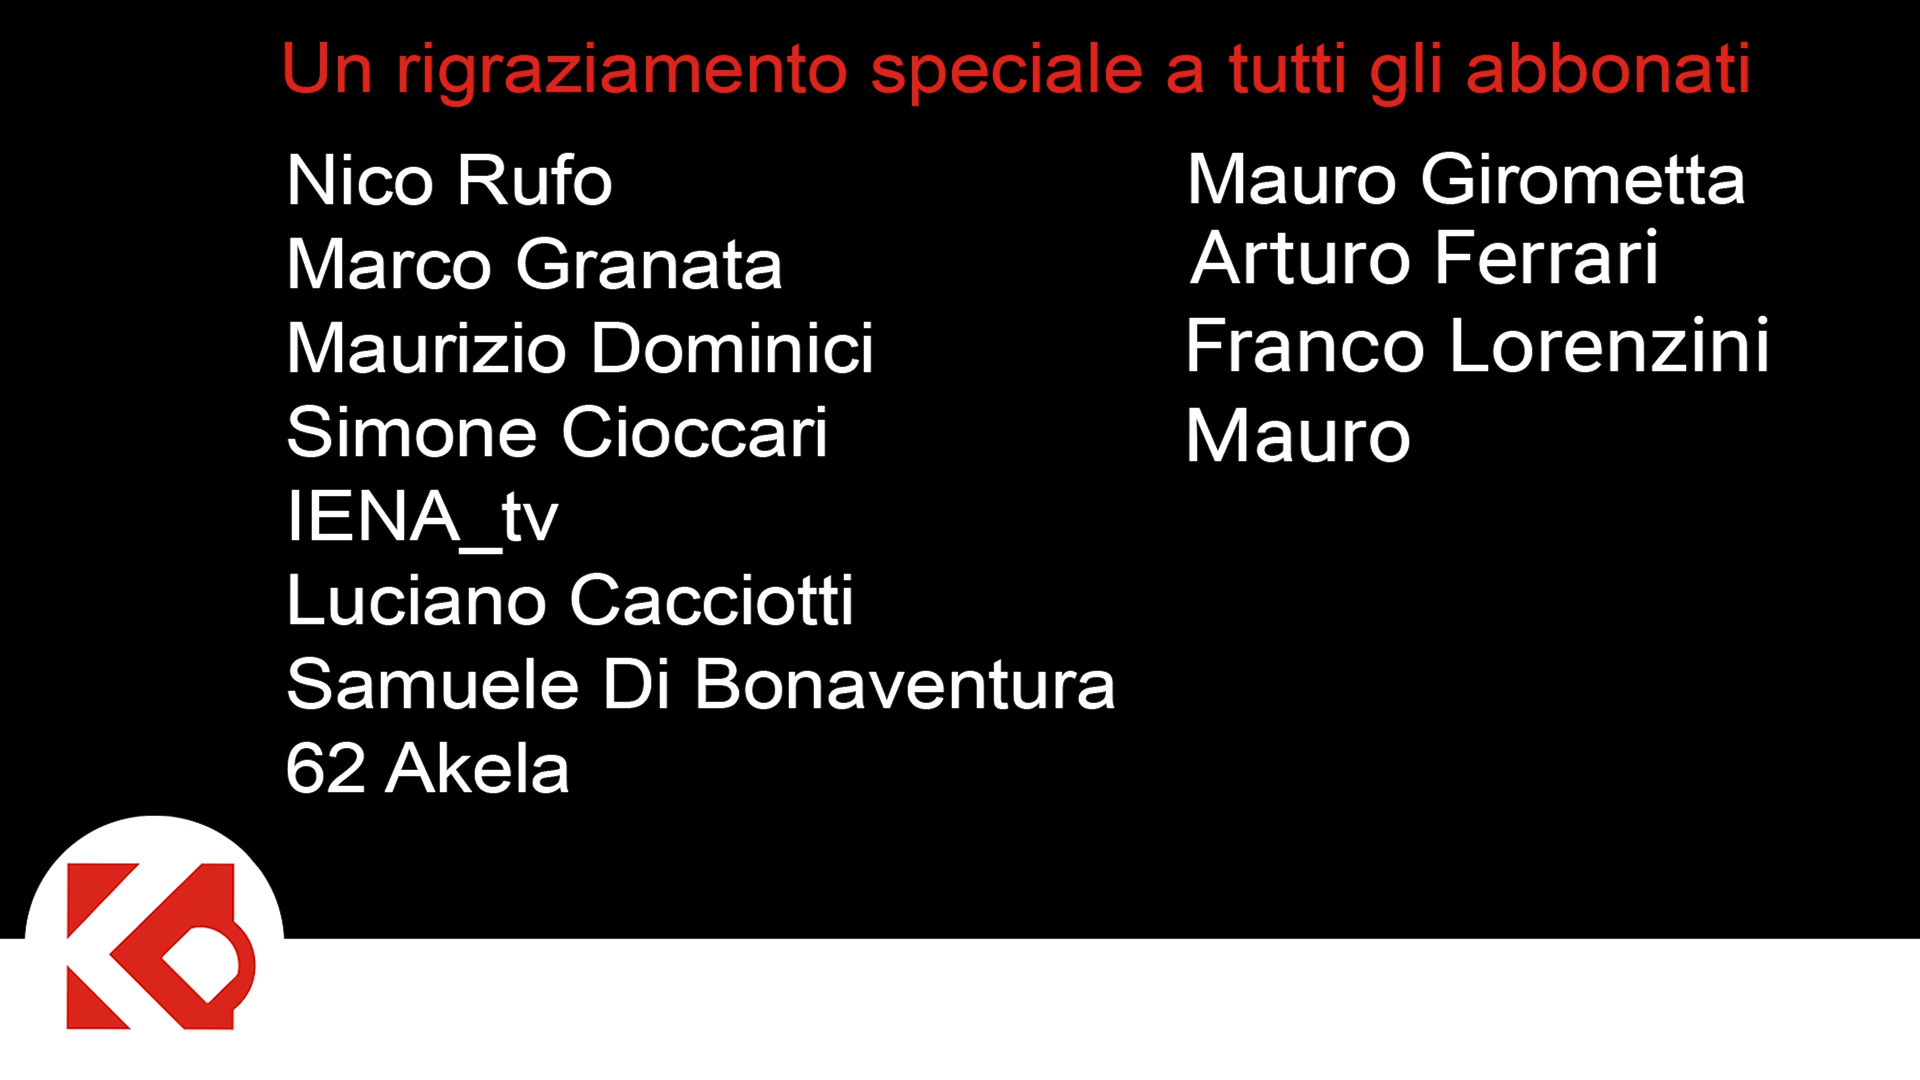 Un rigraziamento speciale a tutti gli abbonati
Nico Rufo
Marco Granata
Maurizio Dominici
Simone Cioccari
IENA_tv
Luciano Cacciotti
Samuele Di Bonaventura
62 Akela
Mauro Girometta
Arturo Ferrari
Franco Lorenzini
Mauro